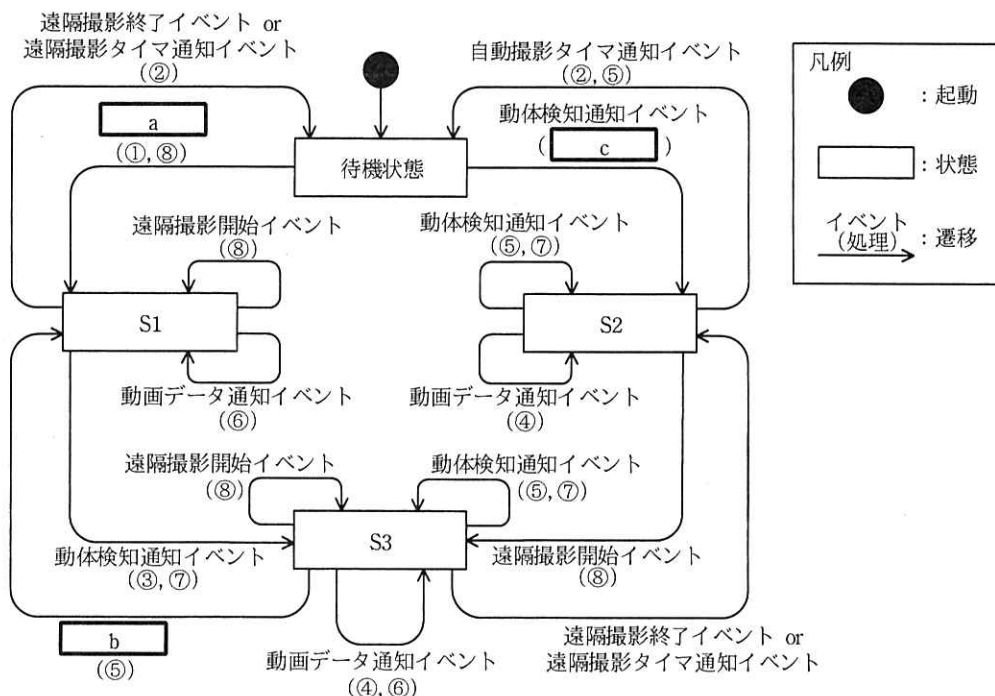 遠隔撮影終了イベント or
遠隔撮影タイマ通知イベント
(②)
自動撮影タイマ通知イベント
(②, ⑤)
a
(①, ⑧)
動体検知通知イベント
( c )
待機状態
遠隔撮影開始イベント
(⑧)
動体検知通知イベント
(⑤, ⑦)
S1
S2
動画データ通知イベント
(⑥)
動画データ通知イベント
(④)
遠隔撮影開始イベント
(⑧)
動体検知通知イベント
(⑤, ⑦)
S3
動体検知通知イベント
(③, ⑦)
遠隔撮影開始イベント
(⑧)
b
(⑤)
動画データ通知イベント
(④, ⑥)
遠隔撮影終了イベント or
遠隔撮影タイマ通知イベント
凡例
：起動
：状態
イベント
(処理)
：遷移